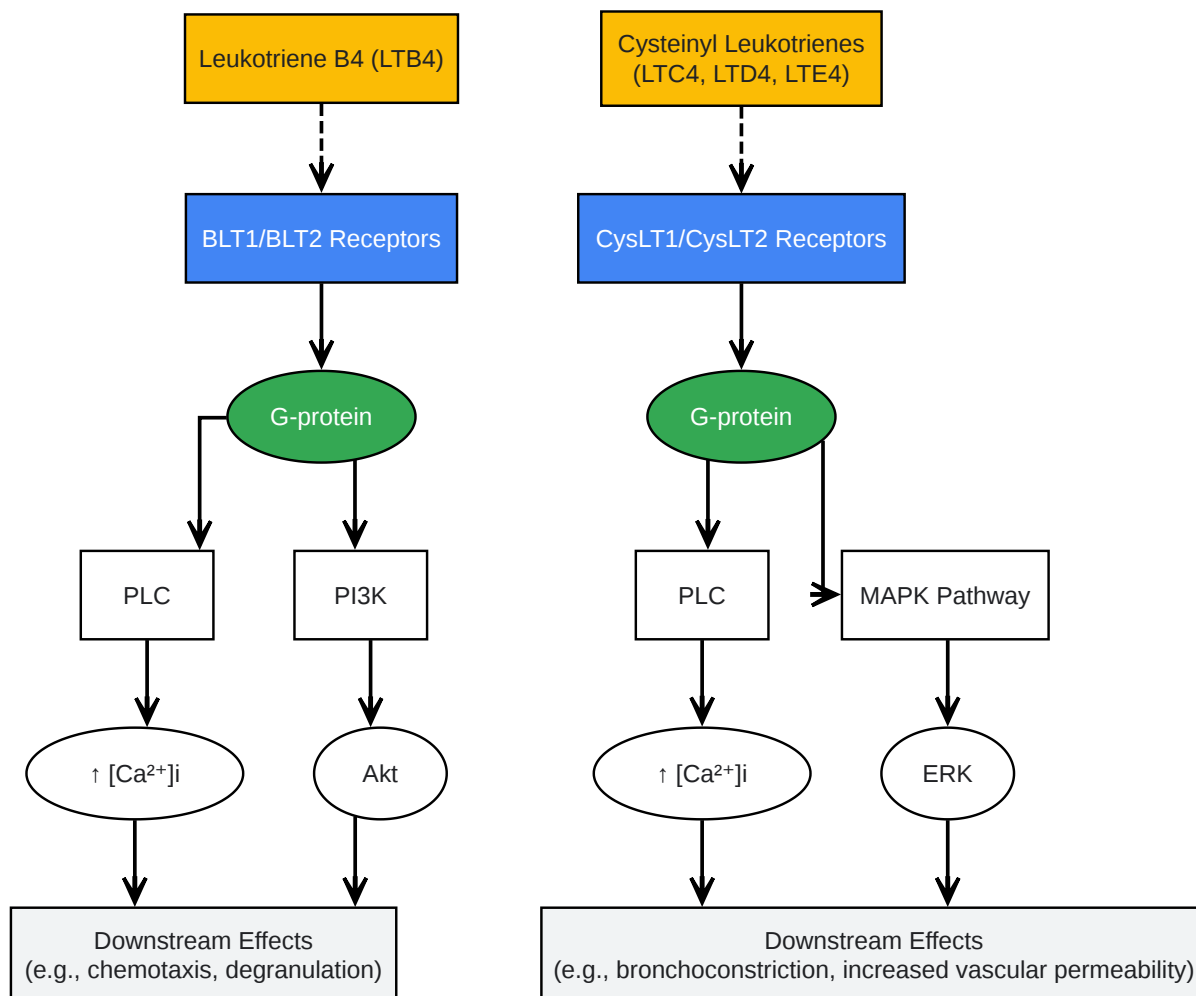 Leukotriene B4 (LTB4)
Cysteinyl Leukotrienes
(LTC4, LTD4, LTE4)
BLT1/BLT2 Receptors
CysLT1/CysLT2 Receptors
G-protein
G-protein
PLC
PI3K
PLC
MAPK Pathway
↑ [Ca²⁺]i
Akt
↑ [Ca²⁺]i
ERK
Downstream Effects
(e.g., chemotaxis, degranulation)
Downstream Effects
(e.g., bronchoconstriction, increased vascular permeability)